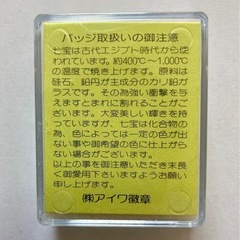 バッジ取扱いの御注意
七宝は古代エジプト時代から使
われています。約400℃~1,000℃
の温度で焼き上げます。原料は
硅石、鉛丹が主成分のカリ鉛が
ラスです。その為強い衝撃を与
えますとまれに割れることがござ
います。大変美しい輝きを持
っていますが、七宝は化合物の
為、色によっては一定の色が出
ない事や御希望の色に仕上がら
ない場合がございます。
以上の事を御注意いただき末長
く御愛用下さいますようお願い
申し上げます。
㈱アイワ徽章